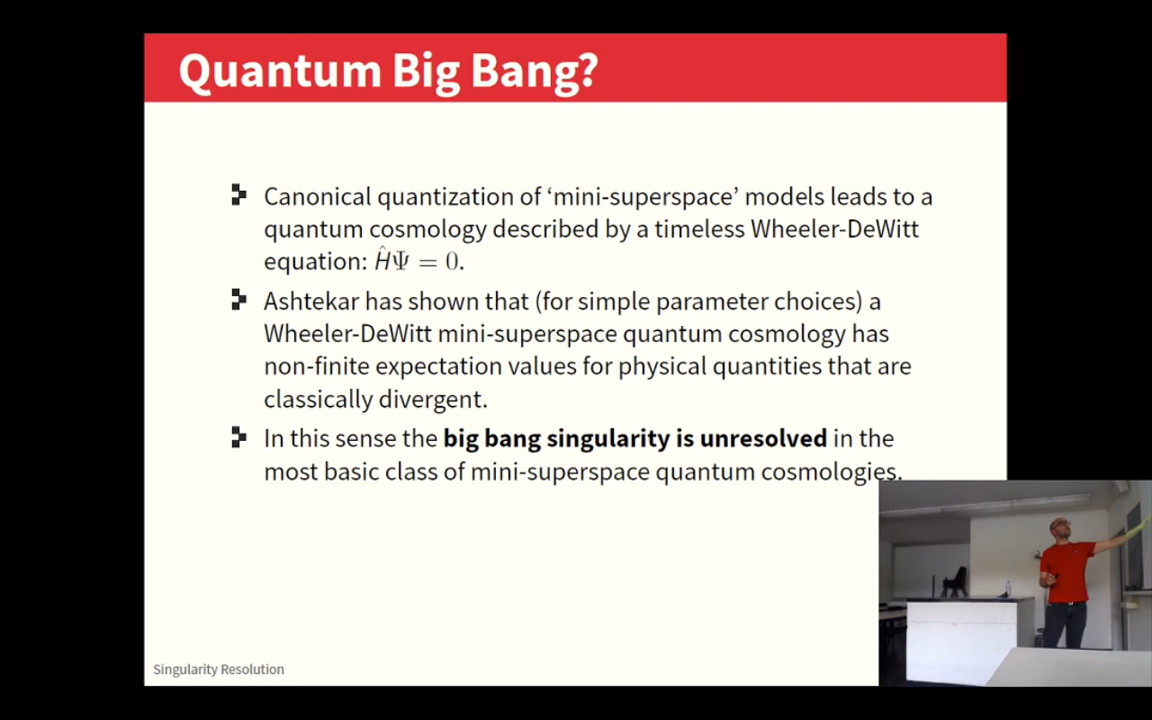 Quantum Big Bang?
Canonical quantization of ‘mini-superspace’ models leads to a
quantum cosmology described by a timeless Wheeler-DeWitt
equation: ĤΨ = 0.
Ashtekar has shown that (for simple parameter choices) a
Wheeler-DeWitt mini-superspace quantum cosmology has
non-finite expectation values for physical quantities that are
classically divergent.
In this sense the big bang singularity is unresolved in the
most basic class of mini-superspace quantum cosmologies.
Singularity Resolution